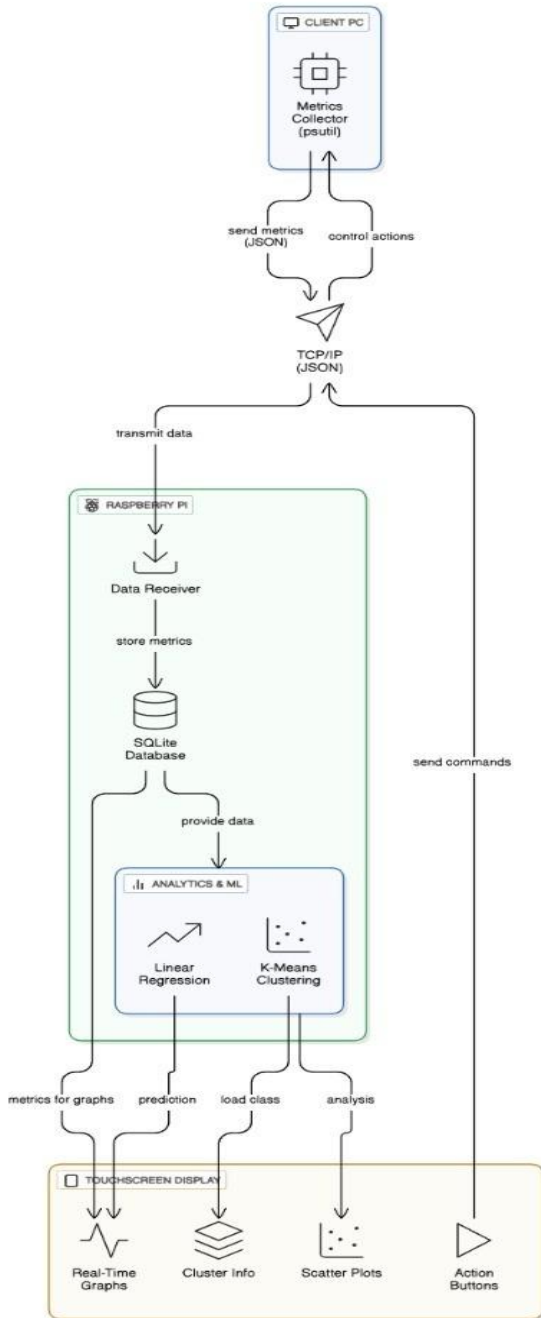 CLIENT PC
Metrics
Collector
(psutil)
send metrics
(JSON)
control actions
TCP/IP
(JSON)
transmit data
RASPBERRY PI
Data Receiver
store metrics
SQLite
Database
send commands
provide data
ANALYTICS & ML
Linear
Regression
K-Means
Clustering
metrics for graphs
prediction
load class
analysis
TOUCHSCREEN DISPLAY
Real-Time
Graphs
Cluster Info
Scatter Plots
Action
Buttons